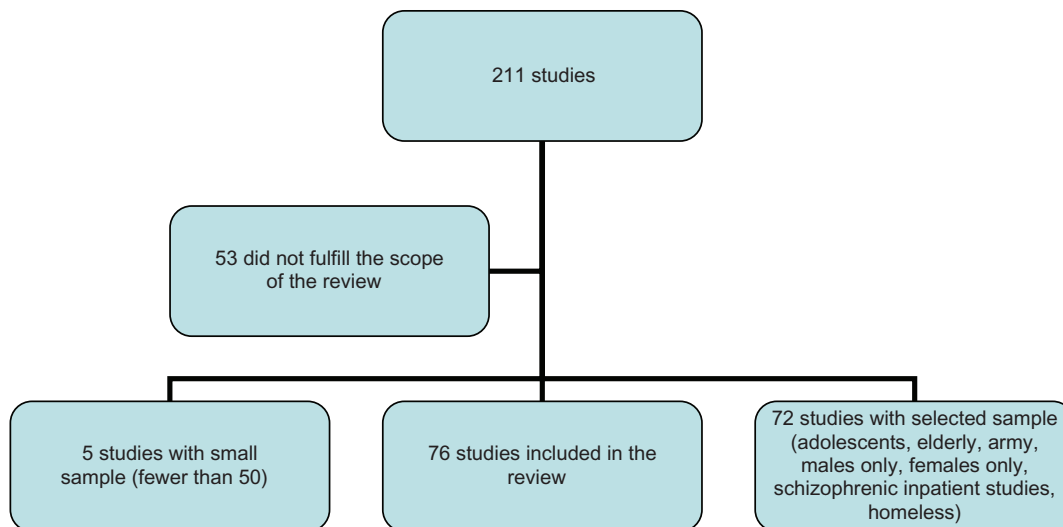 211 studies
53 did not fulfill the scope
of the review
5 studies with small
sample (fewer than 50)
76 studies included in the
review
72 studies with selected sample
(adolescents, elderly, army,
males only, females only,
schizophrenic inpatient studies,
homeless)